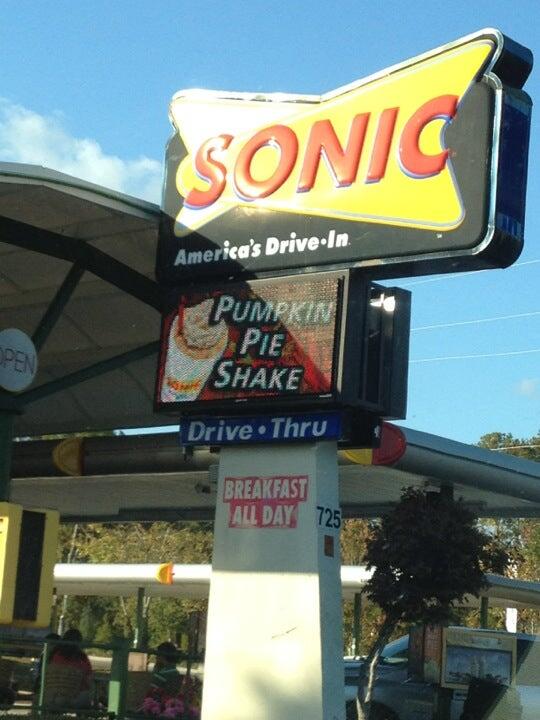 SONIC
America's Drive-In
PUMPKIN
PIE
SHAKE
OPEN
Drive • Thru
BREAKFAST
ALL DAY
725